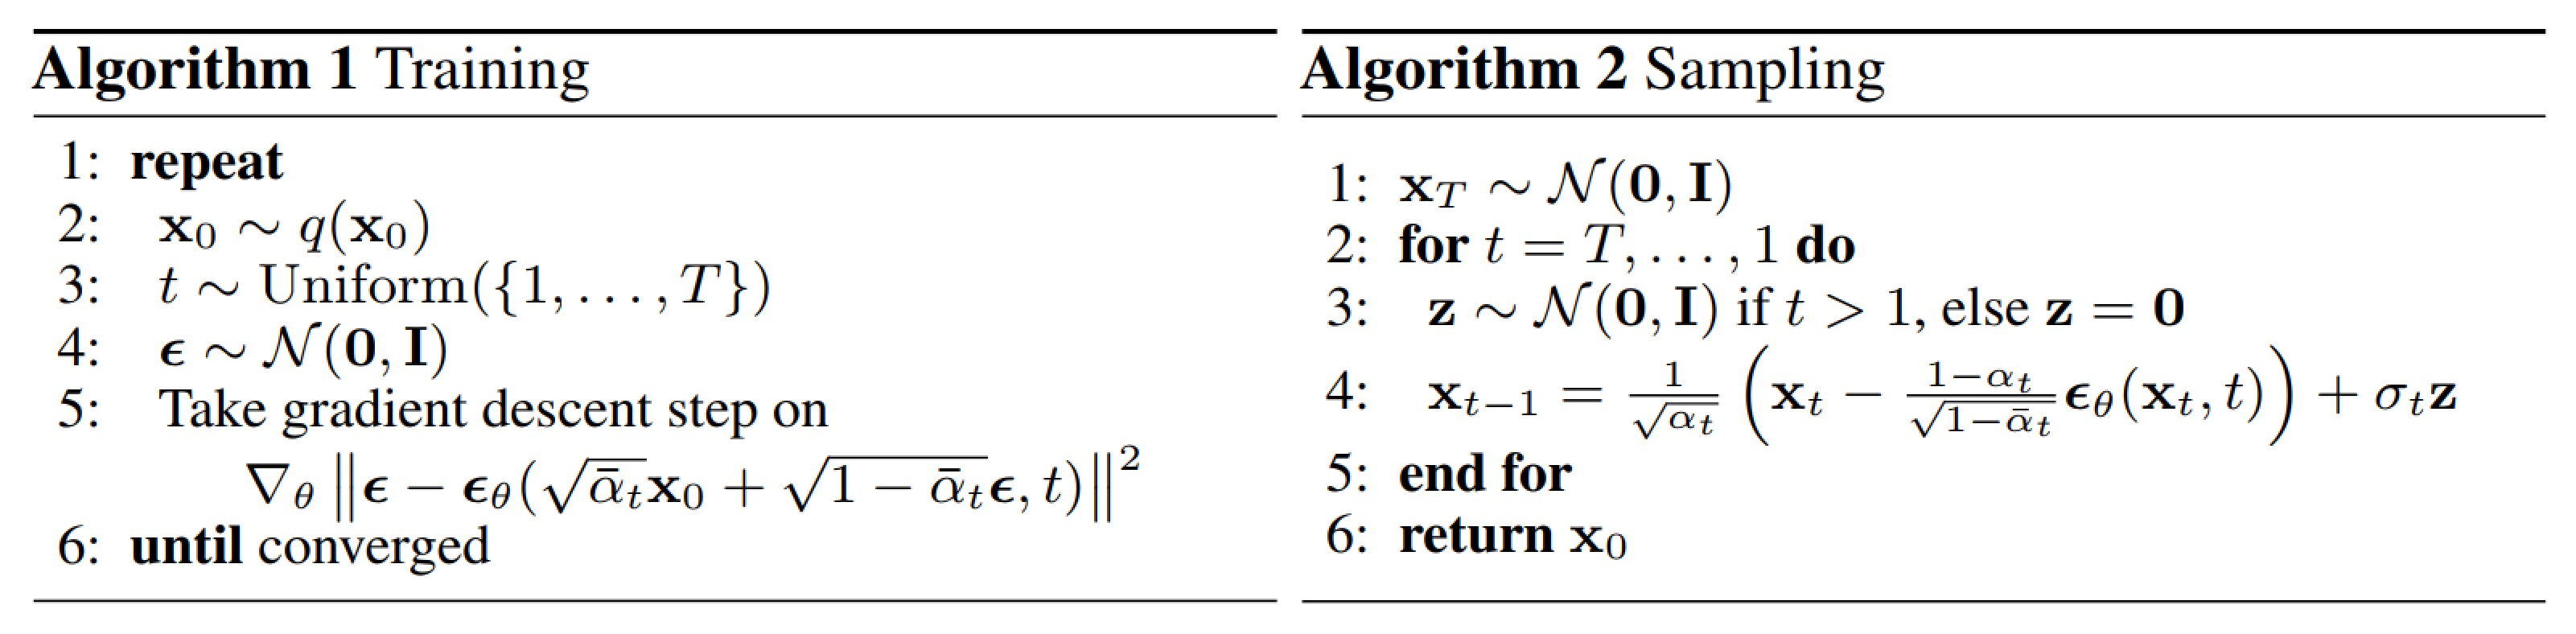 Algorithm 1 Training
1: repeat
2: x₀ ∼ q(x₀)
3: t ∼ Uniform({1, . . . , T})
4: ϵ ∼ 𝒩(0, I)
5: Take gradient descent step on
∇_θ ‖ϵ − ϵ_θ(√ᾱ_t x₀ + √(1 − ᾱ_t) ϵ, t)‖²
6: until converged
Algorithm 2 Sampling
1: x_T ∼ 𝒩(0, I)
2: for t = T, . . . , 1 do
3: z ∼ 𝒩(0, I) if t > 1, else z = 0
4: x_{t−1} = 1/√α_t (x_t − (1−α_t)/√(1−ᾱ_t) ϵ_θ(x_t, t)) + σ_t z
5: end for
6: return x₀